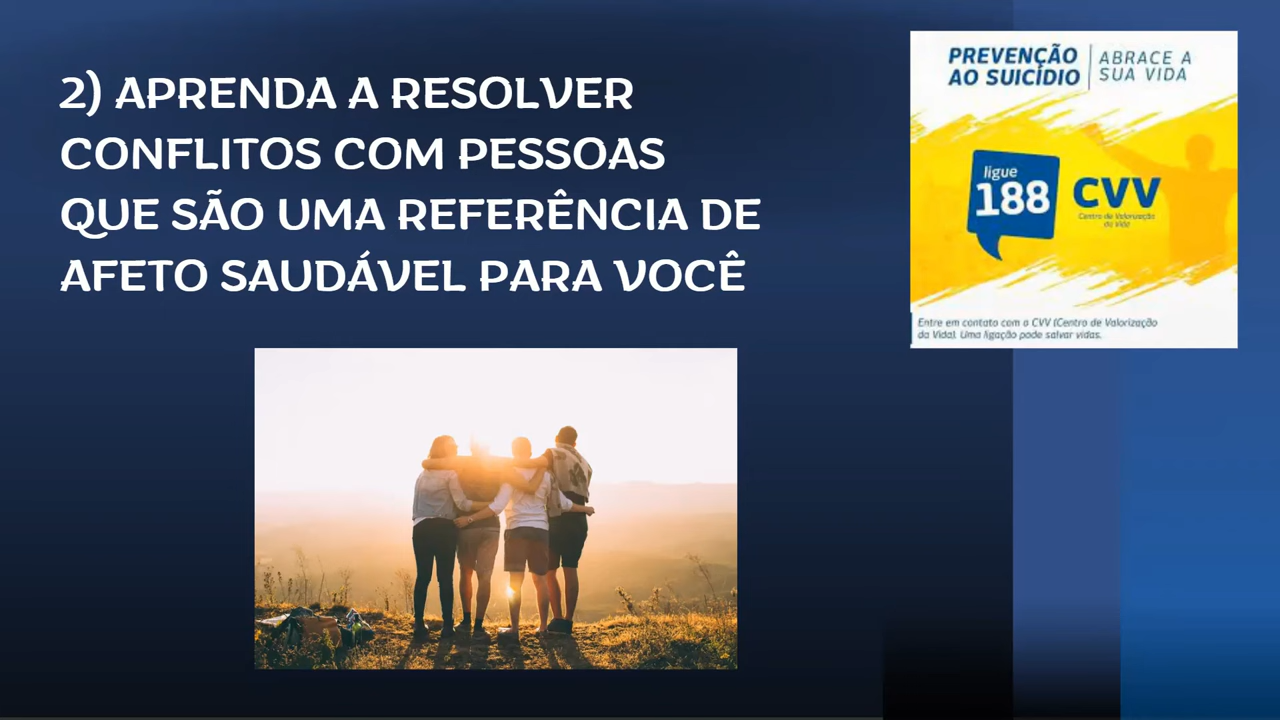 2) APRENDA A RESOLVER
CONFLITOS COM PESSOAS
QUE SÃO UMA REFERÊNCIA DE
AFETO SAUDÁVEL PARA VOCÊ
PREVENÇÃO
AO SUICÍDIO
ABRACE A
SUA VIDA
ligue
188
CVV
Centro de Valorização
da Vida
Entre em contato com o CVV (Centro de Valorização
da Vida). Uma ligação pode salvar vidas.